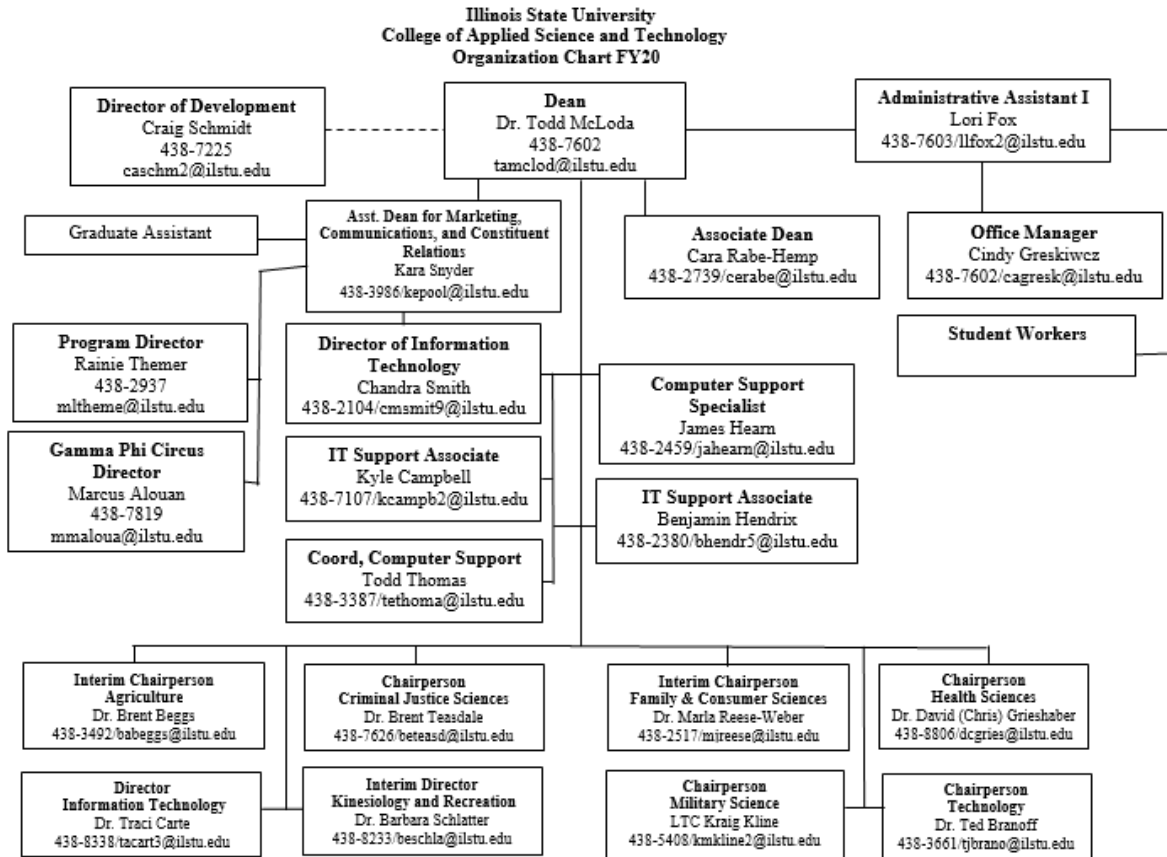 Illinois State University
College of Applied Science and Technology
Organization Chart FY20
Director of Development
Craig Schmidt
438-7225
caschm2@ilstu.edu
Dean
Dr. Todd McLoda
438-7602
tamclod@ilstu.edu
Administrative Assistant I
Lori Fox
438-7603/llfox2@ilstu.edu
Graduate Assistant
Asst. Dean for Marketing,
Communications, and Constituent
Relations
Kara Snyder
438-3986/kepool@ilstu.edu
Associate Dean
Cara Rabe-Hemp
438-2739/cerabe@ilstu.edu
Office Manager
Cindy Greskiwcz
438-7602/cagresk@ilstu.edu
Student Workers
Program Director
Rainie Themer
438-2937
mltheme@ilstu.edu
Director of Information
Technology
Chandra Smith
438-2104/cmsmit9@ilstu.edu
Computer Support
Specialist
James Hearn
438-2459/jahearn@ilstu.edu
Gamma Phi Circus
Director
Marcus Alouan
438-7819
mmaloua@ilstu.edu
IT Support Associate
Kyle Campbell
438-7107/kcampb2@ilstu.edu
IT Support Associate
Benjamin Hendrix
438-2380/bhendr5@ilstu.edu
Coord, Computer Support
Todd Thomas
438-3387/tethoma@ilstu.edu
Interim Chairperson
Agriculture
Dr. Brent Beggs
438-3492/babeggs@ilstu.edu
Chairperson
Criminal Justice Sciences
Dr. Brent Teasdale
438-7626/beteasd@ilstu.edu
Interim Chairperson
Family & Consumer Sciences
Dr. Marla Reese-Weber
438-2517/mjreese@ilstu.edu
Chairperson
Health Sciences
Dr. David (Chris) Grieshaber
438-8806/dcgries@ilstu.edu
Director
Information Technology
Dr. Traci Carte
438-8338/tacart3@ilstu.edu
Interim Director
Kinesiology and Recreation
Dr. Barbara Schlatter
438-8233/beschla@ilstu.edu
Chairperson
Military Science
LTC Kraig Kline
438-5408/kmkline2@ilstu.edu
Chairperson
Technology
Dr. Ted Branoff
438-3661/tjbrano@ilstu.edu